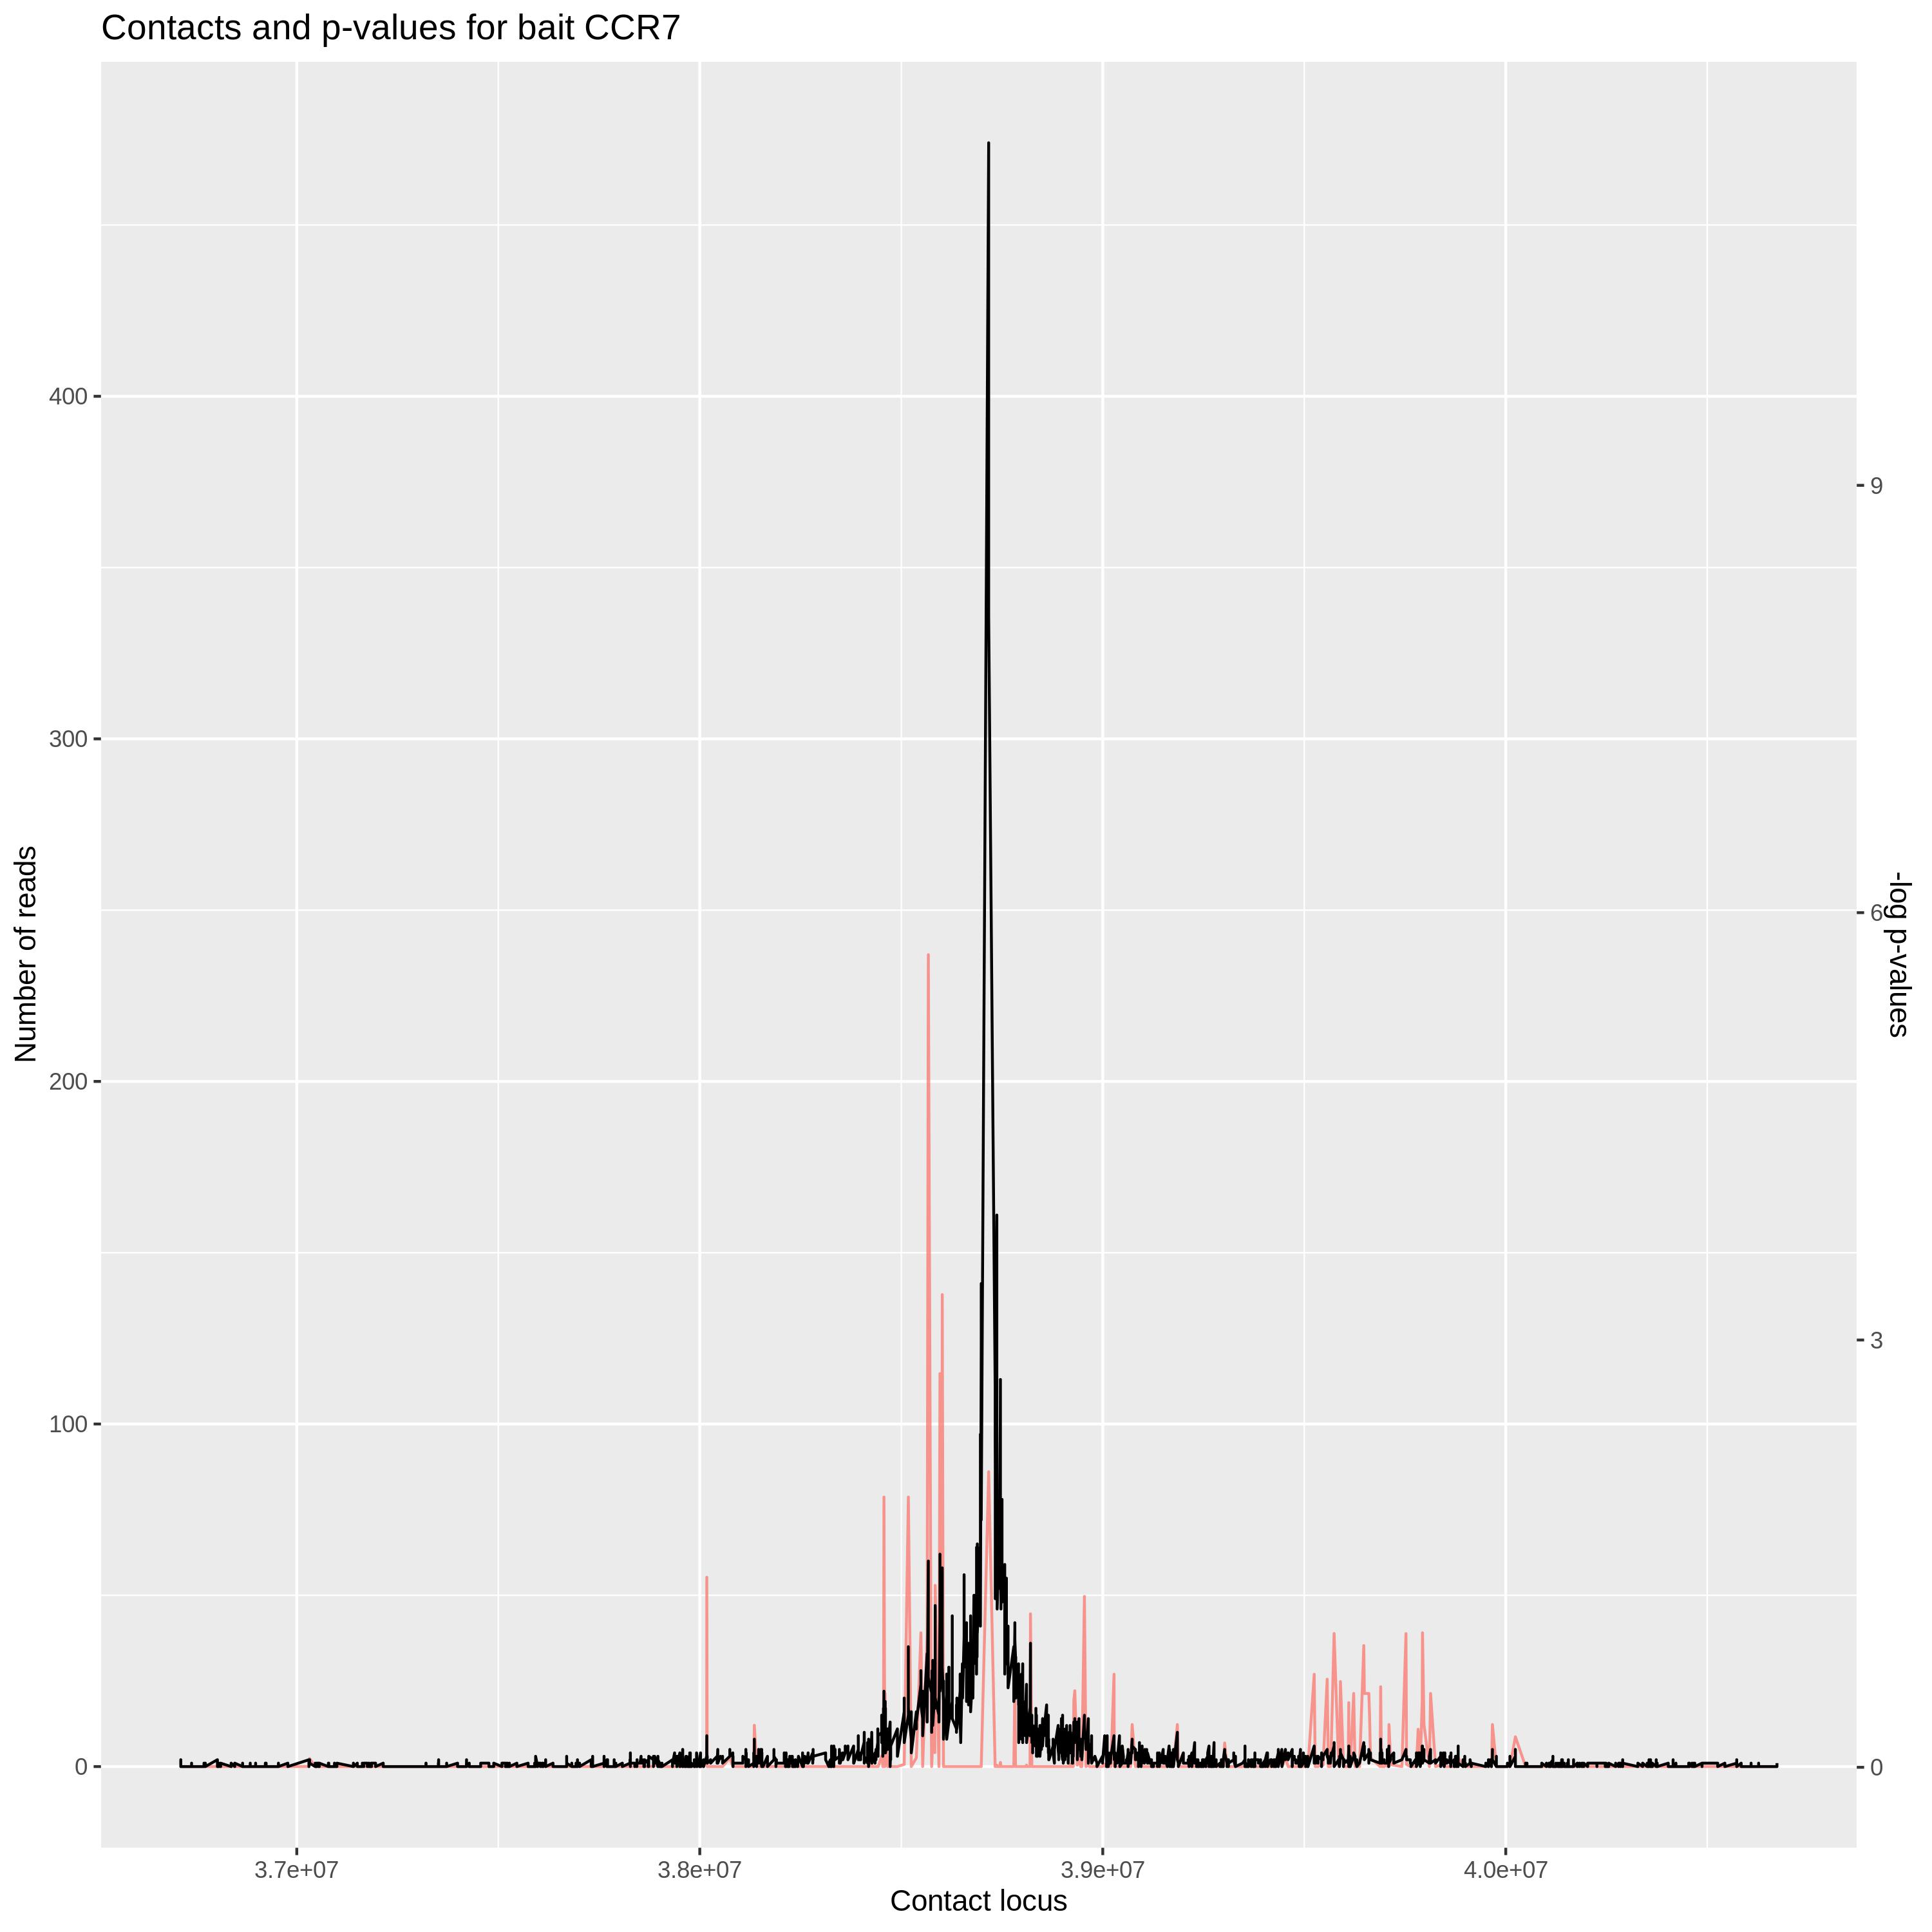 Contacts and p-values for bait CCR7
Number of reads
400
300
200
100
0
9
6
3
0
-log p-values
3.7e+07
3.8e+07
3.9e+07
4.0e+07
Contact locus